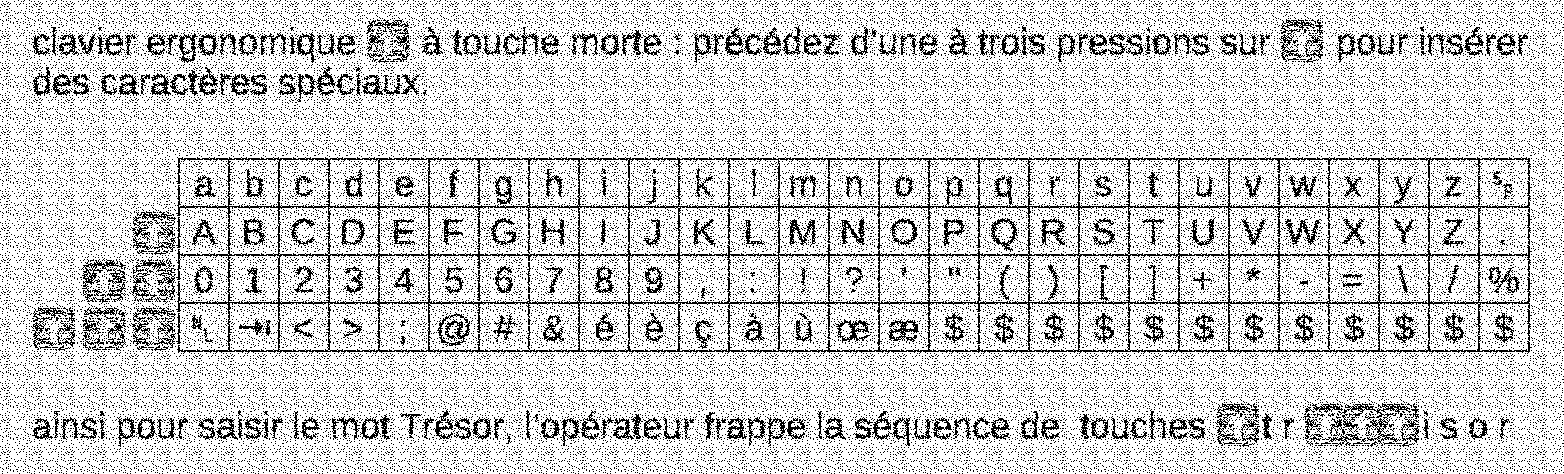 clavier ergonomique à touche morte : précédez d'une à trois pressions sur pour insérer
des caractères spéciaux.
a b c d e f g h i j k l m n o p q r s t u v w x y z ␠
A B C D E F G H I J K L M N O P Q R S T U V W X Y Z .
0 1 2 3 4 5 6 7 8 9 , : ! ? ' " ( ) [ ] + * - = \ / %
␤ ⇥ < > ; @ # & é è ç à ù œ æ $ $ $ $ $ $ $ $ $ $ $ $
ainsi pour saisir le mot Trésor, l'opérateur frappe la séquence de touches t r i s o r